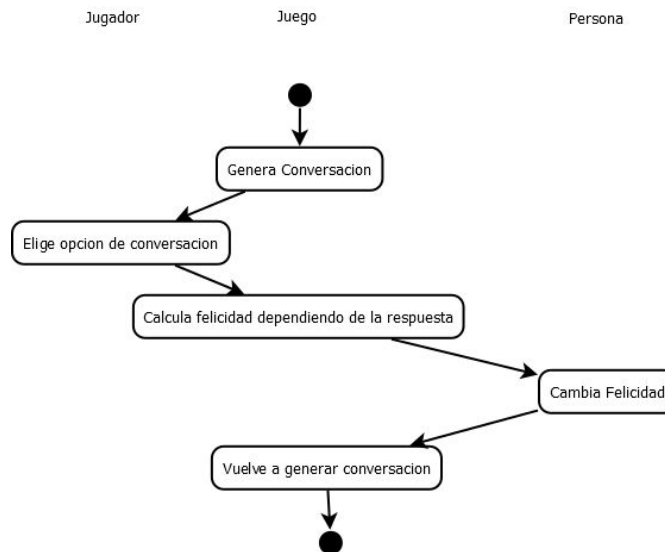 Jugador
Juego
Persona
Genera Conversacion
Elige opcion de conversacion
Calcula felicidad dependiendo de la respuesta
Cambia Felicidad
Vuelve a generar conversacion